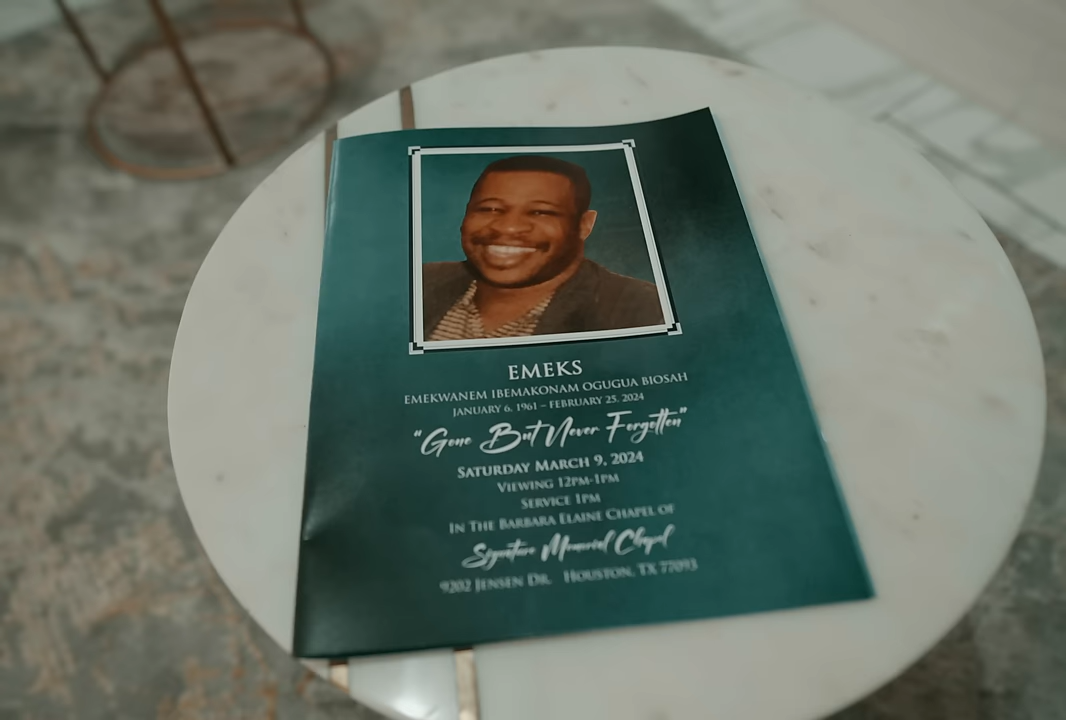 EMEKS
EMEKWANEM IBEMAKONAM OGUGUA BIOSAH
JANUARY 6, 1961 – FEBRUARY 25, 2024
“Gone But Never Forgotten”
SATURDAY MARCH 9, 2024
VIEWING 12PM-1PM
SERVICE 1PM
IN THE BARBARA ELAINE CHAPEL OF
Signature Memorial Chapel
9202 JENSEN DR. HOUSTON, TX 77093